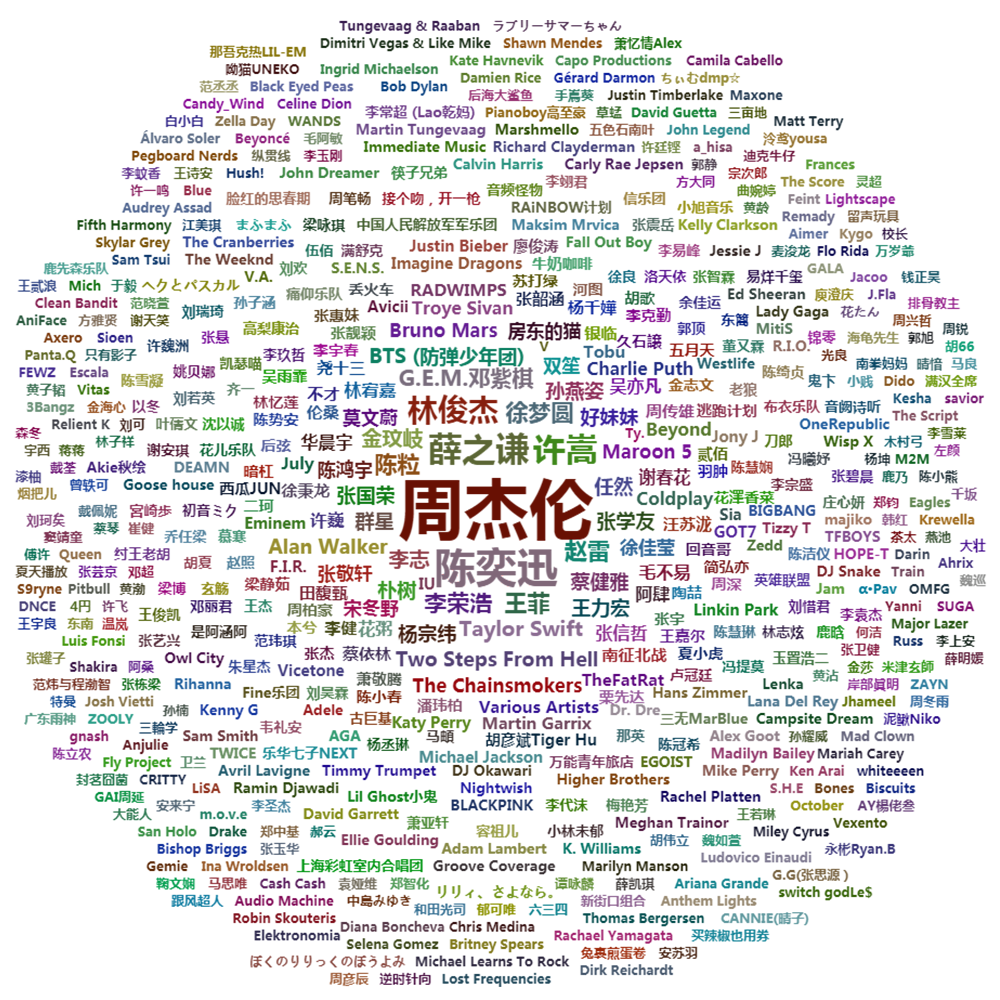 Tungevaag & Raaban ラブリーサマーちゃん
Dimitri Vegas & Like Mike Shawn Mendes 萧忆情Alex
那吾克热LIL-EM Kate Havnevik Capo Productions Camila Cabello
呦猫UNEKO Ingrid Michaelson Damien Rice Gérard Darmon ちぃむdmp☆
范丞丞 Black Eyed Peas Bob Dylan 后海大鲨鱼 手嶌葵 Justin Timberlake Maxone
Candy_Wind Celine Dion 李常超 (Lao乾妈) Pianoboy高至豪 草蜢 David Guetta 三亩地
白小白 Zella Day WANDS Martin Tungevaag Marshmello 五色石南叶 John Legend Matt Terry
Álvaro Soler Beyoncé 毛阿敏 Immediate Music Richard Clayderman 许廷铿 a_hisa 泠鸢yousa
Pegboard Nerds 纵贯线 李玉刚 Calvin Harris Carly Rae Jepsen 郭静 迪克牛仔
李蚊香 王诗安 Hush! John Dreamer 筷子兄弟 音频怪物 李翊君 方大同 宗次郎 Frances
许一鸣 Blue 脸红的思春期 周笔畅 接个吻，开一枪 信乐团 曲婉婷 The Score 灵超
Audrey Assad RAiNBOW计划 小旭音乐 黄龄 Feint Lightscape
Fifth Harmony 江美琪 まふまふ 梁咏琪 中国人民解放军军乐团 Maksim Mrvica 张震岳 Kelly Clarkson Remady 留声玩具
Skylar Grey The Cranberries 伍佰 满舒克 Justin Bieber 廖俊涛 Fall Out Boy 李易峰 Jessie J Aimer Kygo 校长
Sam Tsui The Weeknd Imagine Dragons 牛奶咖啡 麦浚龙 Flo Rida 万岁爷
鹿先森乐队 V.A. 刘欢 S.E.N.S. 苏打绿 徐良 洛天依 张智霖 易烊千玺 GALA Jacoo 钱正昊
王贰浪 Mich 于毅 ヘクとパスカル 痛仰乐队 丢火车 RADWIMPS 河图 胡歌 Ed Sheeran 庾澄庆 J.Fla
Clean Bandit 范晓萱 刘瑞琦 孙子涵 张惠妹 Avicii Troye Sivan 张韶涵 杨千嬅 余佳运 Lady Gaga 花たん 排骨教主
AniFace 方雅贤 谢天笑 高梨康治 张靓颖 Bruno Mars 房东的猫 银临 李克勤 郭顶 东篱 MitiS 周兴哲
Axero Sioen 许魏洲 张悬 BTS (防弹少年团) V 双笙 Tobu 久石譲 五月天 董又霖 R.I.O. 锦零 海龟先生 郭旭 周锐
Panta.Q 只有影子 凯瑟喵 李玖哲 李宇春 Charlie Puth Westlife 光良 胡66
FEWZ Escala 姚贝娜 吴雨霏 尧十三 G.E.M.邓紫棋 孙燕姿 吴亦凡 金志文 陈绮贞 南拳妈妈 晴愔 马良
黄子韬 Vitas 陈雪凝 齐一 不才 林宥嘉 老狼 鬼卞 小贱 Dido 满汉全席
3Bangz 金海心 以冬 刘若英 林忆莲 伦桑 莫文蔚 林俊杰 徐梦圆 好妹妹 周传雄 逃跑计划 布衣乐队 音阙诗听 Kesha savior
Relient K 刘可 叶倩文 沈以诚 陈势安 Ty. Beyond Jony J 刀郎 OneRepublic The Script
森冬 林子祥 后弦 华晨宇 金玟岐 薛之谦 许嵩 Maroon 5 贰佰 Wisp X 木村弓 李雪莱
宇西 蒋蒋 谢安琪 花儿乐队 冯曦妤 杨坤 M2M 左颜
漆柚 戴荃 Akie秋绘 DEAMN 暗杠 July 陈鸿宇 陈粒 谢春花 羽肿 陈慧娴 张碧晨 鹿乃 陈小熊
烟把儿 曾轶可 Goose house 西瓜JUN 徐秉龙 张国荣 周杰伦 任然 Coldplay 花澤香菜 李宗盛 千坂
戴佩妮 宮崎歩 初音ミク 二珂 庄心妍 郑钧 Eagles
刘珂矣 蔡琴 崔健 Eminem 许巍 群星 张学友 汪苏泷 Sia BIGBANG majiko 韩红 Krewella
窦靖童 乔任梁 慕寒 GOT7 Tizzy T TFBOYS 茶太 燕池
傅许 Queen 纣王老胡 Alan Walker 李志 陈奕迅 赵雷 徐佳莹 回音哥 Zedd 陈洁仪 HOPE-T Darin 大壮
夏天播放 张芸京 邓超 胡夏 赵照 F.I.R. 张敬轩 简弘亦 DJ Snake Train Ahrix
S9ryne Pitbull 黄渤 梁博 玄觞 梁静茹 田馥甄 朴树 IU 蔡健雅 毛不易 周深 英雄联盟 Jam α·Pav OMFG 魏巡
DNCE 4円 许飞 王俊凯 邓丽君 王杰 周柏豪 宋冬野 李荣浩 王菲 王力宏 阿肆 陶喆 Linkin Park 刘惜君 Yanni SUGA
王宇良 东南 温岚 是阿涵阿 本兮 李健 花粥 Taylor Swift 张宇 李袁杰 Major Lazer
Luis Fonsi 张艺兴 范玮琪 杨宗纬 张信哲 王嘉尔 陈慧琳 林志炫 鹿晗 何洁 Russ 李上安
张罐子 Owl City 张杰 蔡依林 Two Steps From Hell 南征北战 夏小虎 玉置浩二 张卫健 薛明媛
Shakira 阿桑 朱星杰 Vicetone 冯提莫 金莎 米津玄師
范炜与程渤智 张栋梁 Rihanna 萧敬腾 The Chainsmokers TheFatRat 卢冠廷 Lenka 黄沾 岸部眞明 ZAYN
特曼 Josh Vietti Fine乐团 刘昊霖 陈小春 栗先达 Hans Zimmer Lana Del Rey Jhameel 周冬雨
广东雨神 ZOOLY 孙楠 Kenny G Adele 古巨基 潘玮柏 Various Artists Dr. Dre 三无MarBlue Campsite Dream 泥鳅Niko
gnash 三輪学 韦礼安 Katy Perry Martin Garrix
Anjulie Sam Smith AGA 马頔 胡彦斌Tiger Hu 那英 陈冠希 Alex Goot 孙耀威 Mad Clown
陈立农 TWICE 乐华七子NEXT 杨丞琳 Michael Jackson 万能青年旅店 EGOIST Madilyn Bailey Mariah Carey
Fly Project 卫兰 Avril Lavigne Timmy Trumpet DJ Okawari Higher Brothers Mike Perry Ken Arai whiteeeen
封茗囧菌 CRITTY LiSA Ramin Djawadi Nightwish S.H.E Bones Biscuits
GAI周延 安来宁 Lil Ghost小鬼 BLACKPINK 李代沫 梅艳芳 Rachel Platten October AY楊佬叁
大能人 m.o.v.e 李圣杰 David Garrett 萧亚轩 Meghan Trainor 王若琳 Vexento
San Holo Drake 郑中基 郝云 Ellie Goulding 容祖儿 小林未郁 胡伟立 魏如萱 Miley Cyrus
Bishop Briggs 张玉华 Adam Lambert K. Williams 永彬Ryan.B
Gemie Ina Wroldsen 上海彩虹室内合唱团 Groove Coverage Marilyn Manson Ludovico Einaudi
鞠文娴 马思唯 Cash Cash 袁娅维 郑智化 リリィ、さよなら。 谭咏麟 薛凯琪 Ariana Grande G.G(张思源）
跟风超人 Audio Machine 中島みゆき 新街口组合 Anthem Lights switch godLe$
Robin Skouteris 和田光司 郁可唯 六三四 Thomas Bergersen CANNIE(晴子)
Elektronomia Diana Boncheva Chris Medina Rachael Yamagata 买辣椒也用券
Selena Gomez Britney Spears 兔裹煎蛋卷 安苏羽
ぼくのりりっくのぼうよみ Michael Learns To Rock Dirk Reichardt
周彦辰 逆时针向 Lost Frequencies